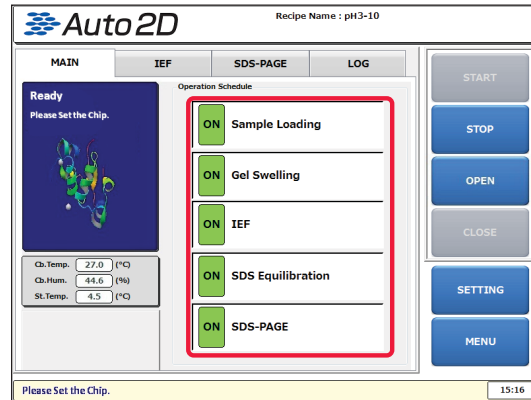 Auto2D
Recipe Name : pH3-10
MAIN
IEF
SDS-PAGE
LOG
Ready
Please Set the Chip.
Cb.Temp. 27.0 (°C)
Cb.Hum. 44.6 (%)
St.Temp. 4.5 (°C)
Operation Schedule
ON Sample Loading
ON Gel Swelling
ON IEF
ON SDS Equilibration
ON SDS-PAGE
START
STOP
OPEN
CLOSE
SETTING
MENU
Please Set the Chip.
15:16